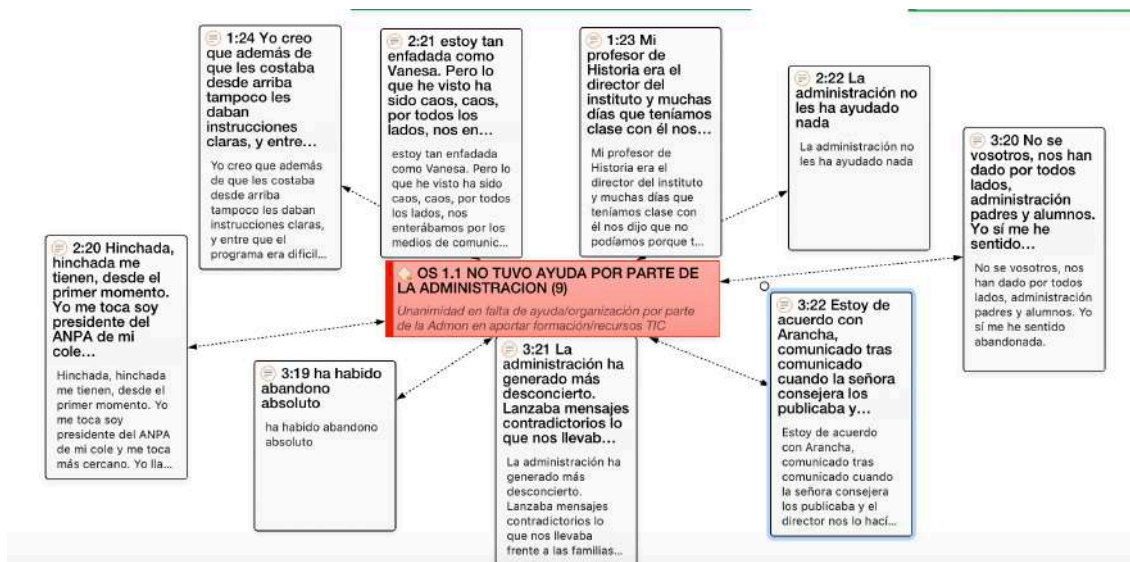 1:24 Yo creo
que además de
que les costaba
desde arriba
tampoco les
daban
instrucciones
claras, y entre…
Yo creo que además
de que les costaba
desde arriba
tampoco les daban
instrucciones claras,
y entre que el
programa era difícil...
2:21 estoy tan
enfadada como
Vanesa. Pero lo
que he visto ha
sido caos, caos,
por todos los
lados, nos en…
estoy tan enfadada
como Vanesa. Pero lo
que he visto ha sido
caos, caos, por todos
los lados, nos
enterábamos por los
medios de comunic...
1:23 Mi
profesor de
Historia era el
director del
instituto y muchas
días que teníamos
clase con él nos…
Mi profesor de
Historia era el
director del instituto
y muchas días que
teníamos clase con
él nos dijo que no
podíamos porque t...
2:22 La
administración no
les ha ayudado
nada
La administración no
les ha ayudado nada
3:20 No se
vosotros, nos han
dado por todos
lados,
administración
padres y alumnos.
Yo sí me he
sentido…
No se vosotros, nos
han dado por todos
lados, administración
padres y alumnos. Yo
sí me he sentido
abandonada.
2:20 Hinchada,
hinchada me
tienen, desde el
primer momento.
Yo me toca soy
presidente del
ANPA de mi
cole…
Hinchada, hinchada
me tienen, desde el
primer momento. Yo
me toca soy
presidente del ANPA
de mi cole y me toca
más cercano. Yo lla...
OS 1.1 NO TUVO AYUDA POR PARTE DE
LA ADMINISTRACION (9)
Unanimidad en falta de ayuda/organización por parte
de la Admon en aportar formación/recursos TIC
3:19 ha habido
abandono
absoluto
ha habido abandono
absoluto
3:21 La
administración ha
generado más
desconcierto.
Lanzaba mensajes
contradictorios lo
que nos llevab…
La administración ha
generado más
desconcierto.
Lanzaba mensajes
contradictorios lo
que nos llevaba
frente a las familias...
3:22 Estoy de
acuerdo con
Arancha,
comunicado tras
comunicado
cuando la señora
consejera los
publicaba y…
Estoy de acuerdo
con Arancha,
comunicado tras
comunicado cuando
la señora consejera
los publicaba y el
director nos lo hací...